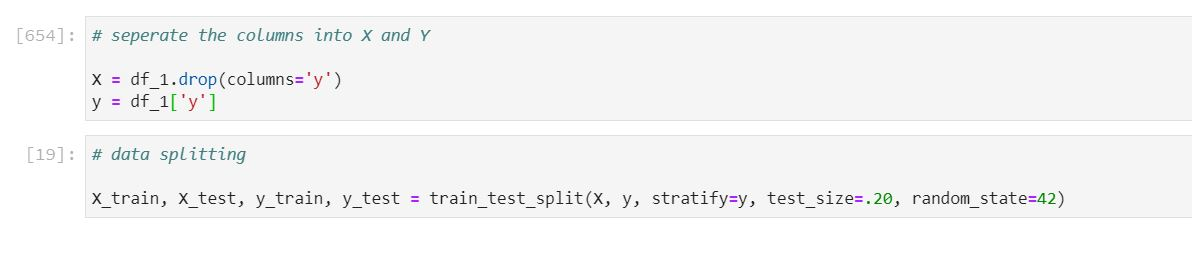 [654]: # seperate the columns into X and Y
X = df_1.drop(columns='y')
y = df_1['y']
[19]: # data splitting
X_train, X_test, y_train, y_test = train_test_split(X, y, stratify=y, test_size=.20, random_state=42)